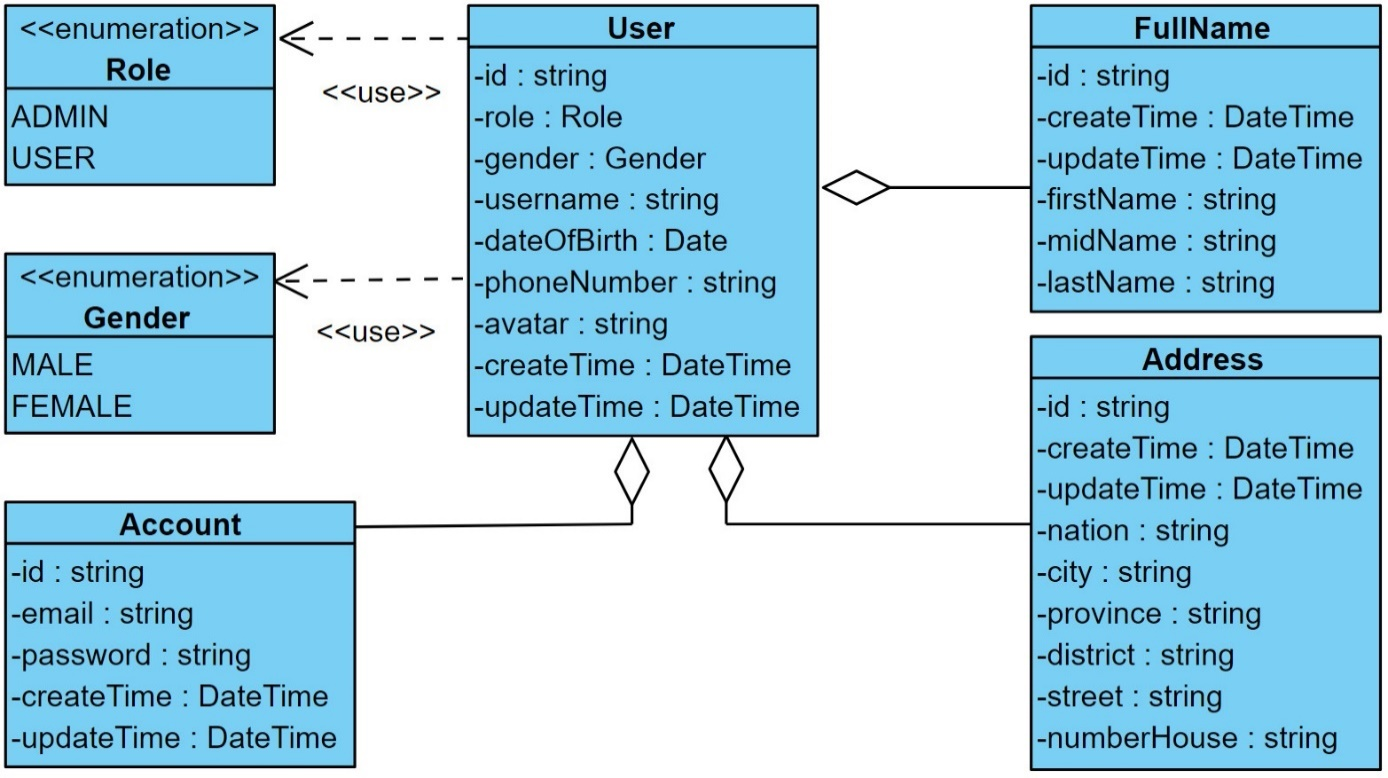 <<enumeration>>
Role
ADMIN
USER
<<use>>
User
-id : string
-role : Role
-gender : Gender
-username : string
-dateOfBirth : Date
-phoneNumber : string
-avatar : string
-createTime : DateTime
-updateTime : DateTime
FullName
-id : string
-createTime : DateTime
-updateTime : DateTime
-firstName : string
-midName : string
-lastName : string
<<enumeration>>
Gender
MALE
FEMALE
<<use>>
Address
-id : string
-createTime : DateTime
-updateTime : DateTime
-nation : string
-city : string
-province : string
-district : string
-street : string
-numberHouse : string
Account
-id : string
-email : string
-password : string
-createTime : DateTime
-updateTime : DateTime